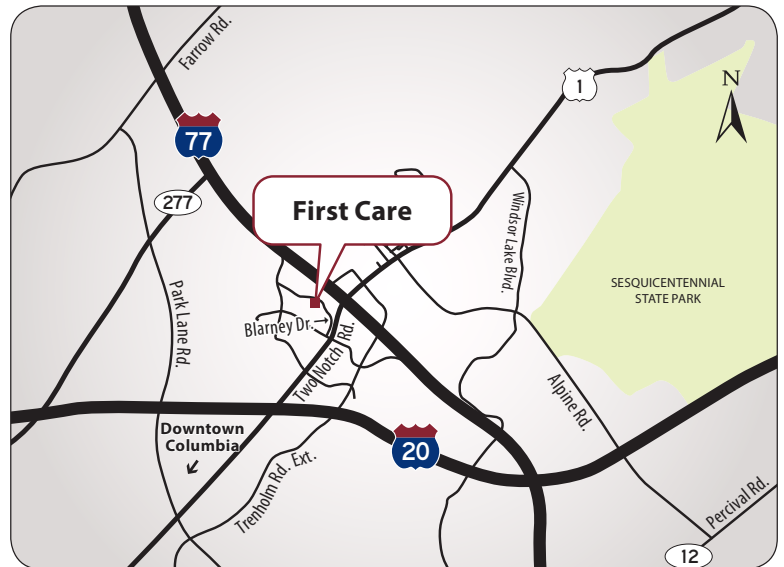 Farrow Rd.
1
N
77
277
First Care
Windsor Lake Blvd.
SESQUICENTENNIAL
STATE PARK
Park Lane Rd.
Blarney Dr.
Two Notch Rd.
Alpine Rd.
Downtown
Columbia
20
Trenholm Rd. Ext.
Percival Rd.
12